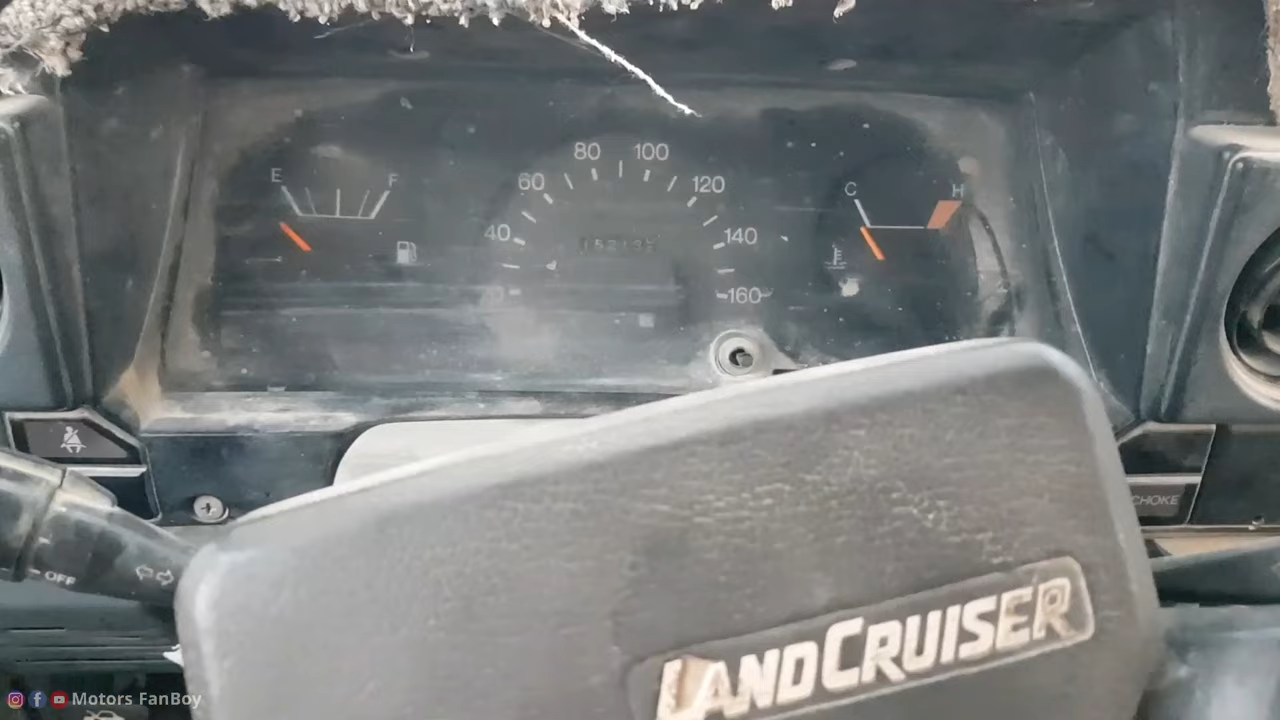 E F
80 100
60 120
40 140
160
C H
CHOKE
OFF
LANDCRUISER
Motors FanBoy